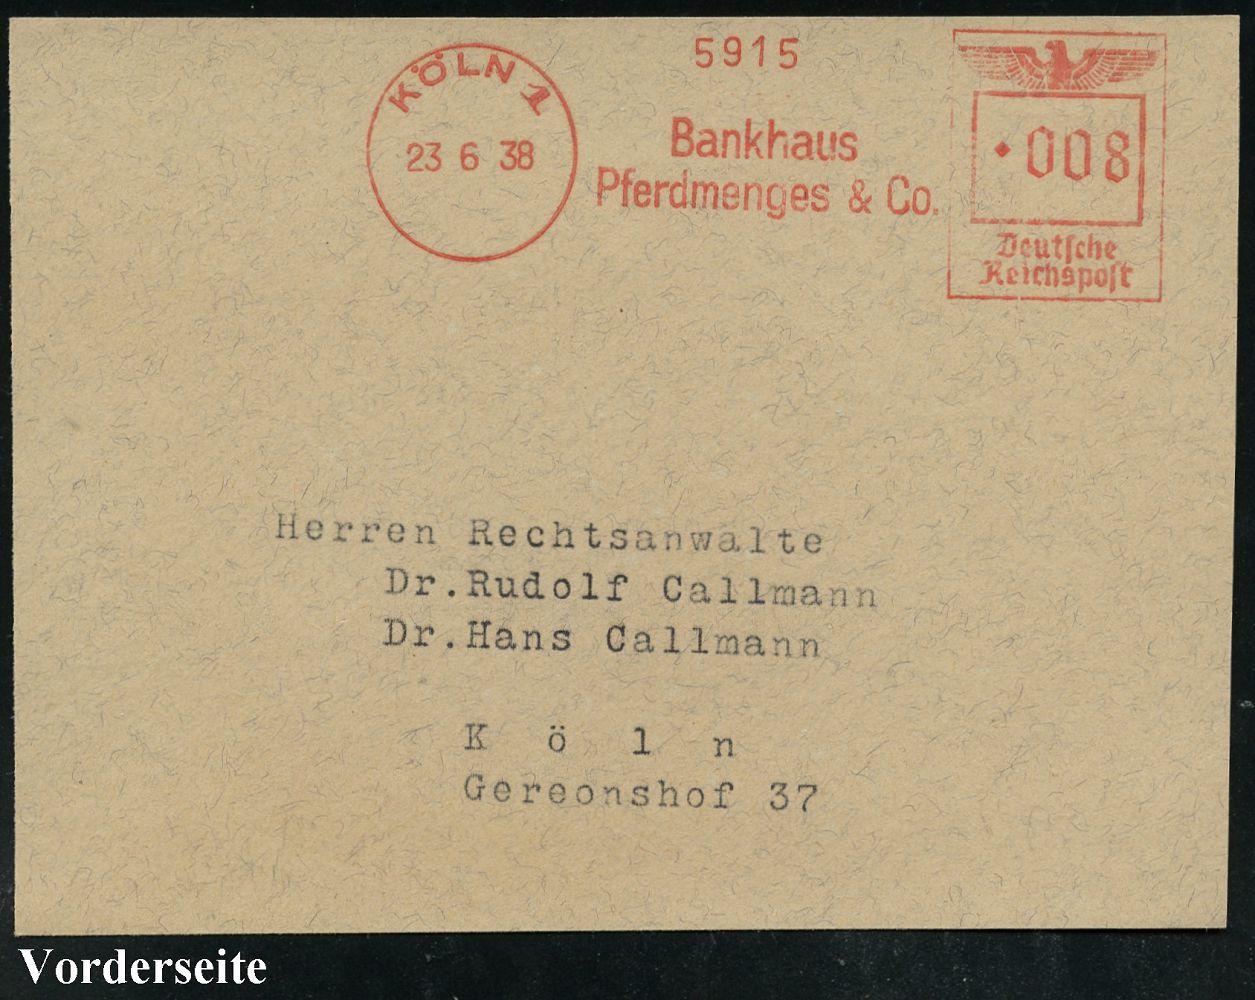 KÖLN 1
23 6 38
5915
Bankhaus
Pferdmenges & Co.
008
Deutsche
Reichspost
Herren Rechtsanwalte
Dr.Rudolf Callmann
Dr.Hans Callmann
K ö l n
Gereonshof 37
Vorderseite